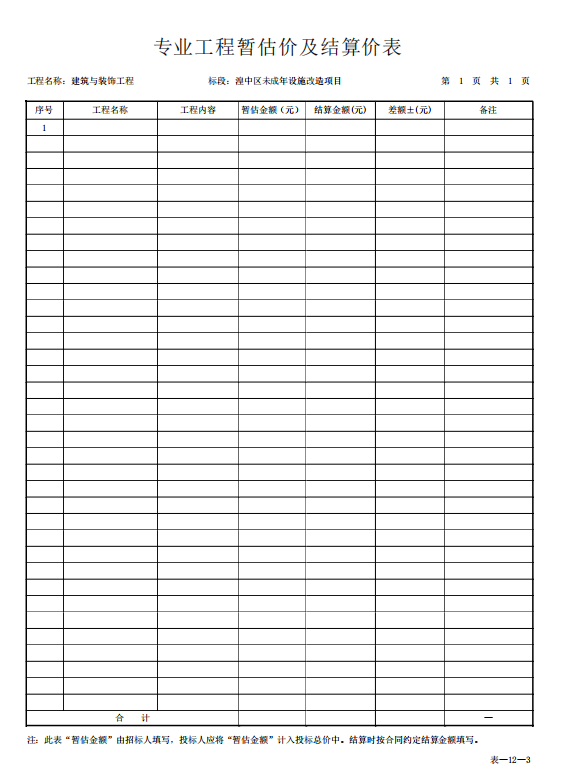 专业工程暂估价及结算价表
工程名称：建筑与装饰工程 标段：湟中区未成年设施改造项目 第 1 页 共 1 页
序号 工程名称 工程内容 暂估金额（元） 结算金额(元) 差额±(元) 备注
1
合 计 —
注：此表“暂估金额”由招标人填写，投标人应将“暂估金额”计入投标总价中。结算时按合同约定结算金额填写。
表—12—3